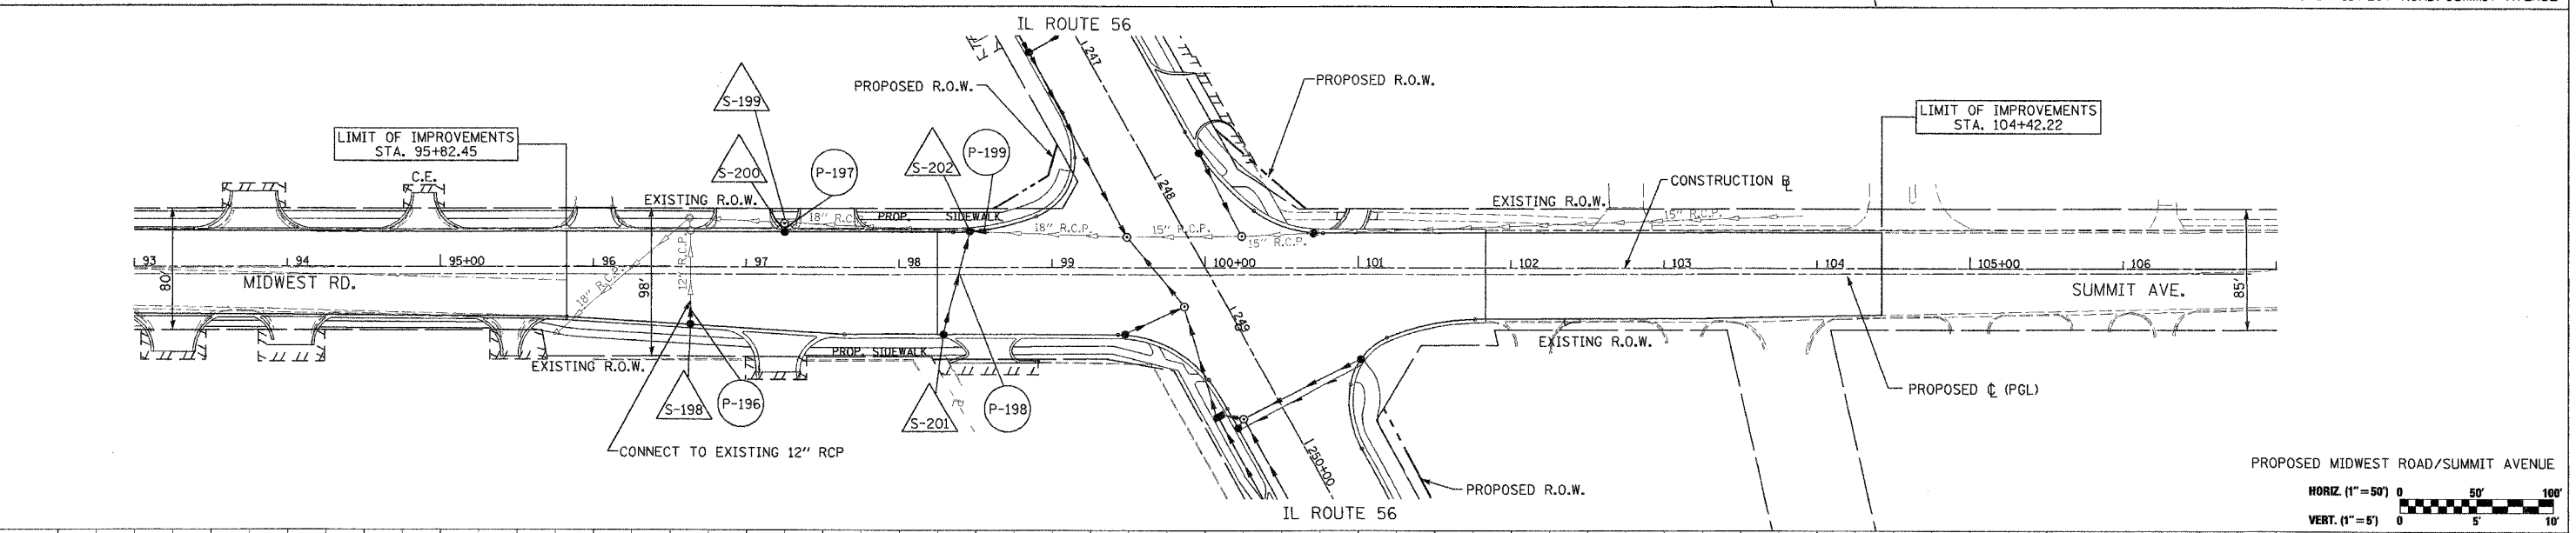 IL ROUTE 56
PROPOSED R.O.W.
PROPOSED R.O.W.
247
S-199
LIMIT OF IMPROVEMENTS
STA. 95+82.45
LIMIT OF IMPROVEMENTS
STA. 104+42.22
S-200
P-197
S-202
P-199
C.E.
EXISTING R.O.W.
248
CONSTRUCTION B̲L̲
EXISTING R.O.W.
18" R.C.
PROP. SIDEWALK
15" R.C.P.
18" R.C.P.
15" R.C.P.
15" R.C.P.
93
94
95+00
96
97
98
99
100+00
101
102
103
104
105+00
106
80'
MIDWEST RD.
18" R.C.P.
98'
12" R.C.P.
SUMMIT AVE.
85'
249
EXISTING R.O.W.
PROP. SIDEWALK
EXISTING R.O.W.
S-198
P-196
S-201
P-198
PROPOSED ℄ (PGL)
CONNECT TO EXISTING 12" RCP
250+00
PROPOSED R.O.W.
IL ROUTE 56
PROPOSED MIDWEST ROAD/SUMMIT AVENUE
HORIZ. (1"=50') 0 50' 100'
VERT. (1"=5') 0 5' 10'